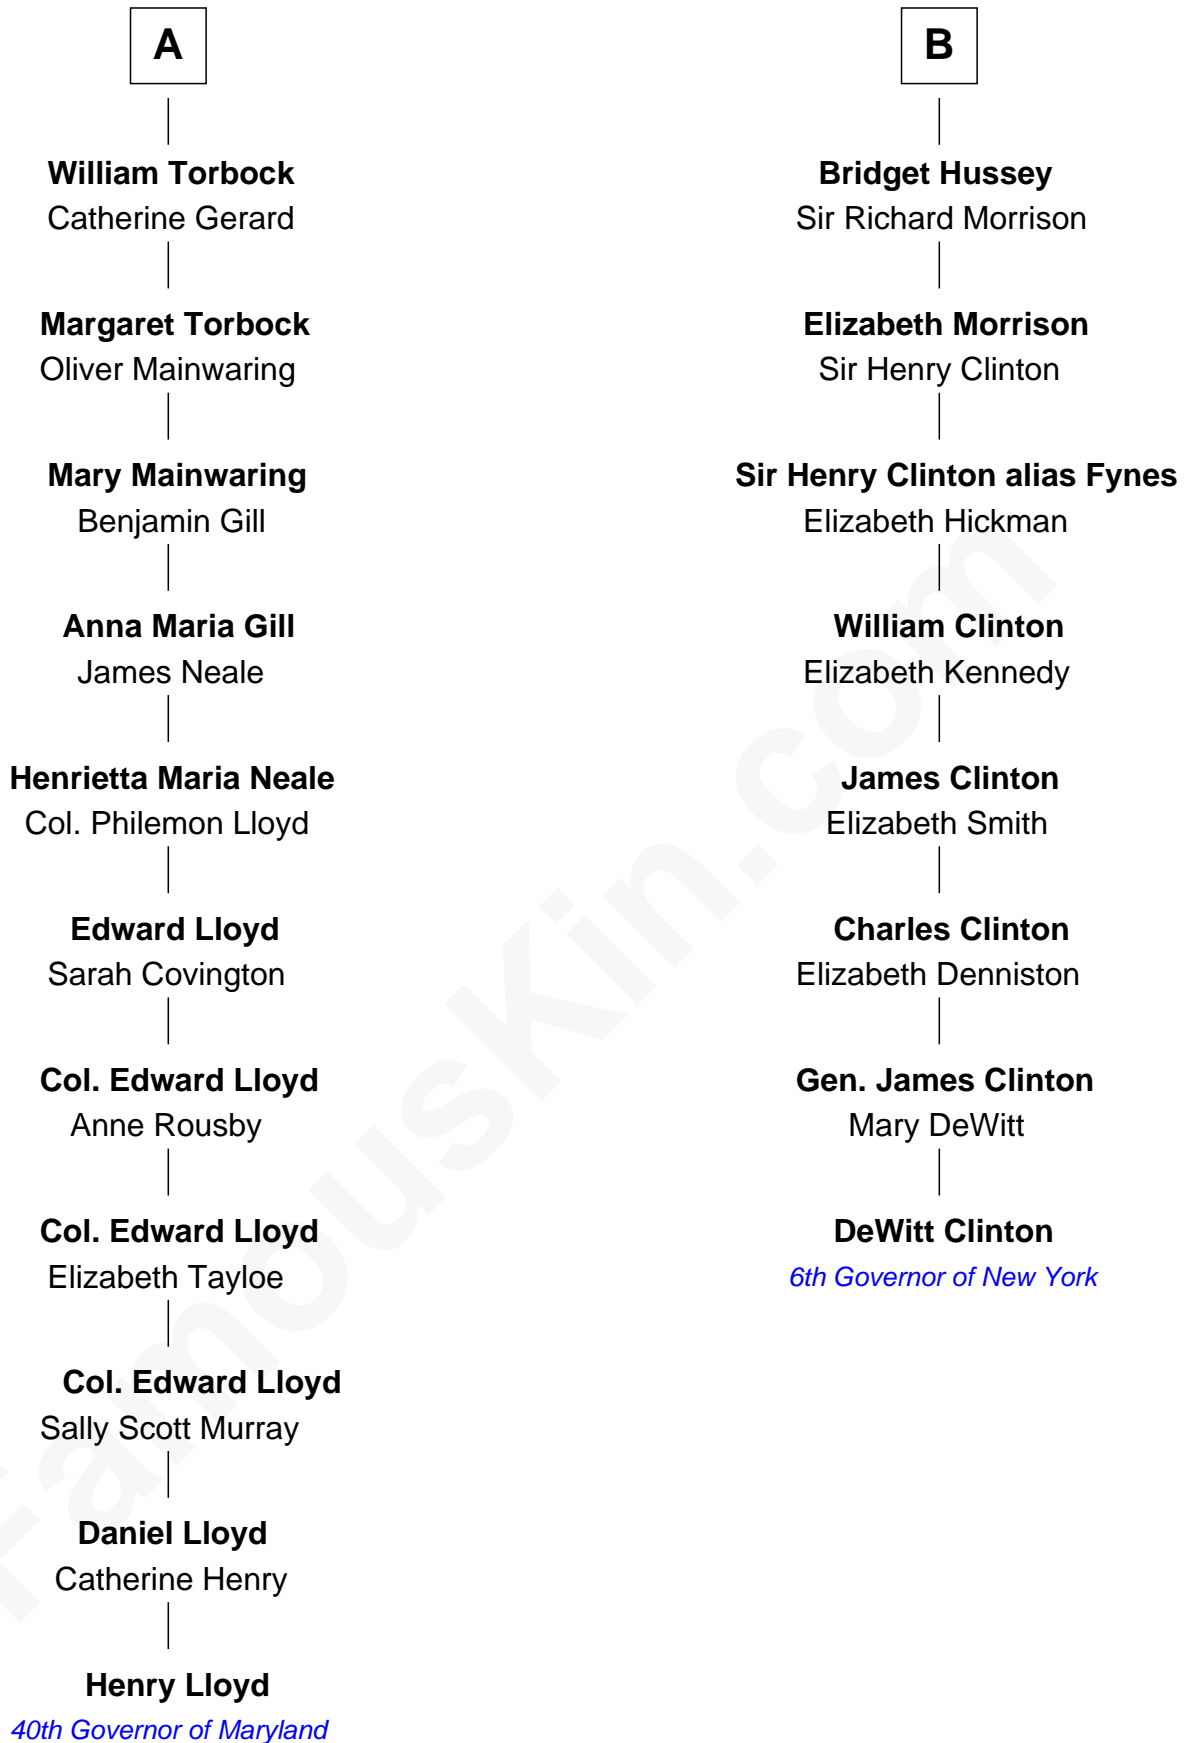 A
William Torbock
Catherine Gerard
Margaret Torbock
Oliver Mainwaring
Mary Mainwaring
Benjamin Gill
Anna Maria Gill
James Neale
Henrietta Maria Neale
Col. Philemon Lloyd
Edward Lloyd
Sarah Covington
Col. Edward Lloyd
Anne Rousby
Col. Edward Lloyd
Elizabeth Tayloe
Col. Edward Lloyd
Sally Scott Murray
Daniel Lloyd
Catherine Henry
Henry Lloyd
40th Governor of Maryland
B
Bridget Hussey
Sir Richard Morrison
Elizabeth Morrison
Sir Henry Clinton
Sir Henry Clinton alias Fynes
Elizabeth Hickman
William Clinton
Elizabeth Kennedy
James Clinton
Elizabeth Smith
Charles Clinton
Elizabeth Denniston
Gen. James Clinton
Mary DeWitt
DeWitt Clinton
6th Governor of New York
FamousKin.com